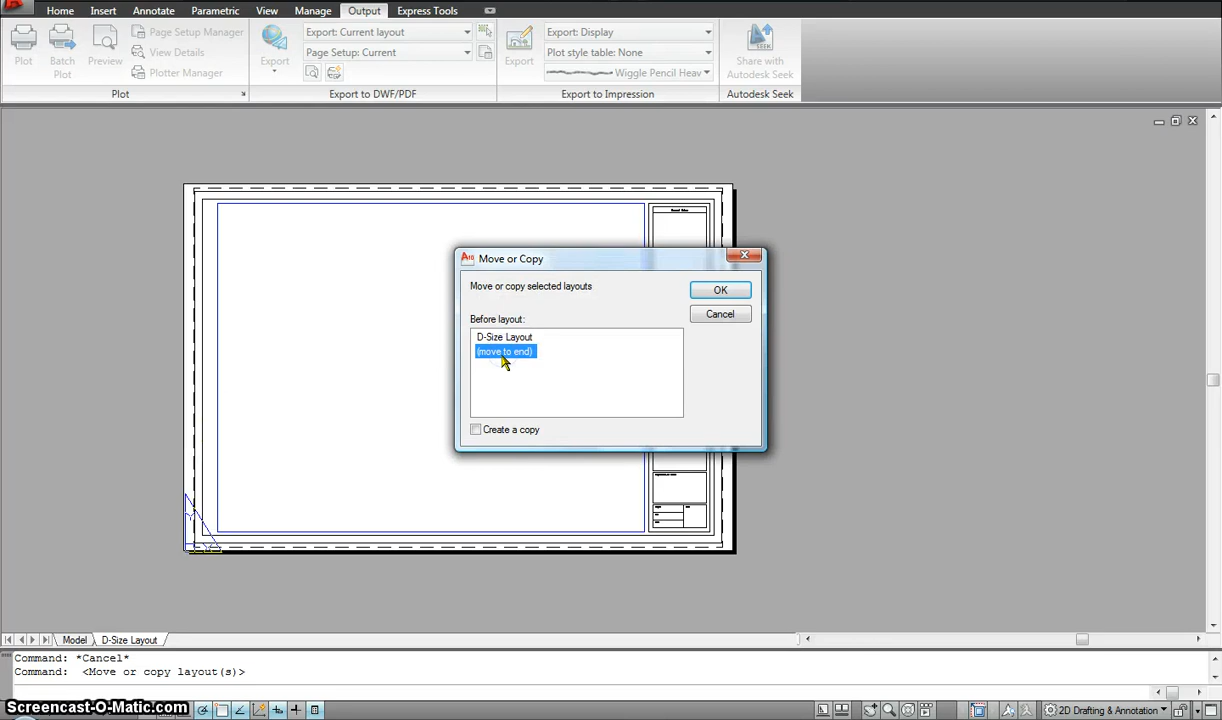 Home Insert Annotate Parametric View Manage Output Express Tools
Plot
Batch Plot
Preview
Page Setup Manager
View Details
Plotter Manager
Plot
Export
Export: Current layout
Page Setup: Current
Export to DWF/PDF
Export
Export: Display
Plot style table: None
Wiggle Pencil Heav
Export to Impression
Share with
Autodesk Seek
Autodesk Seek
Move or Copy
Move or copy selected layouts
OK
Cancel
Before layout:
D-Size Layout
(move to end)
Create a copy
Model D-Size Layout
Command: *Cancel*
Command: <Move or copy layout(s)>
Screencast-O-Matic.com
2D Drafting & Annotation